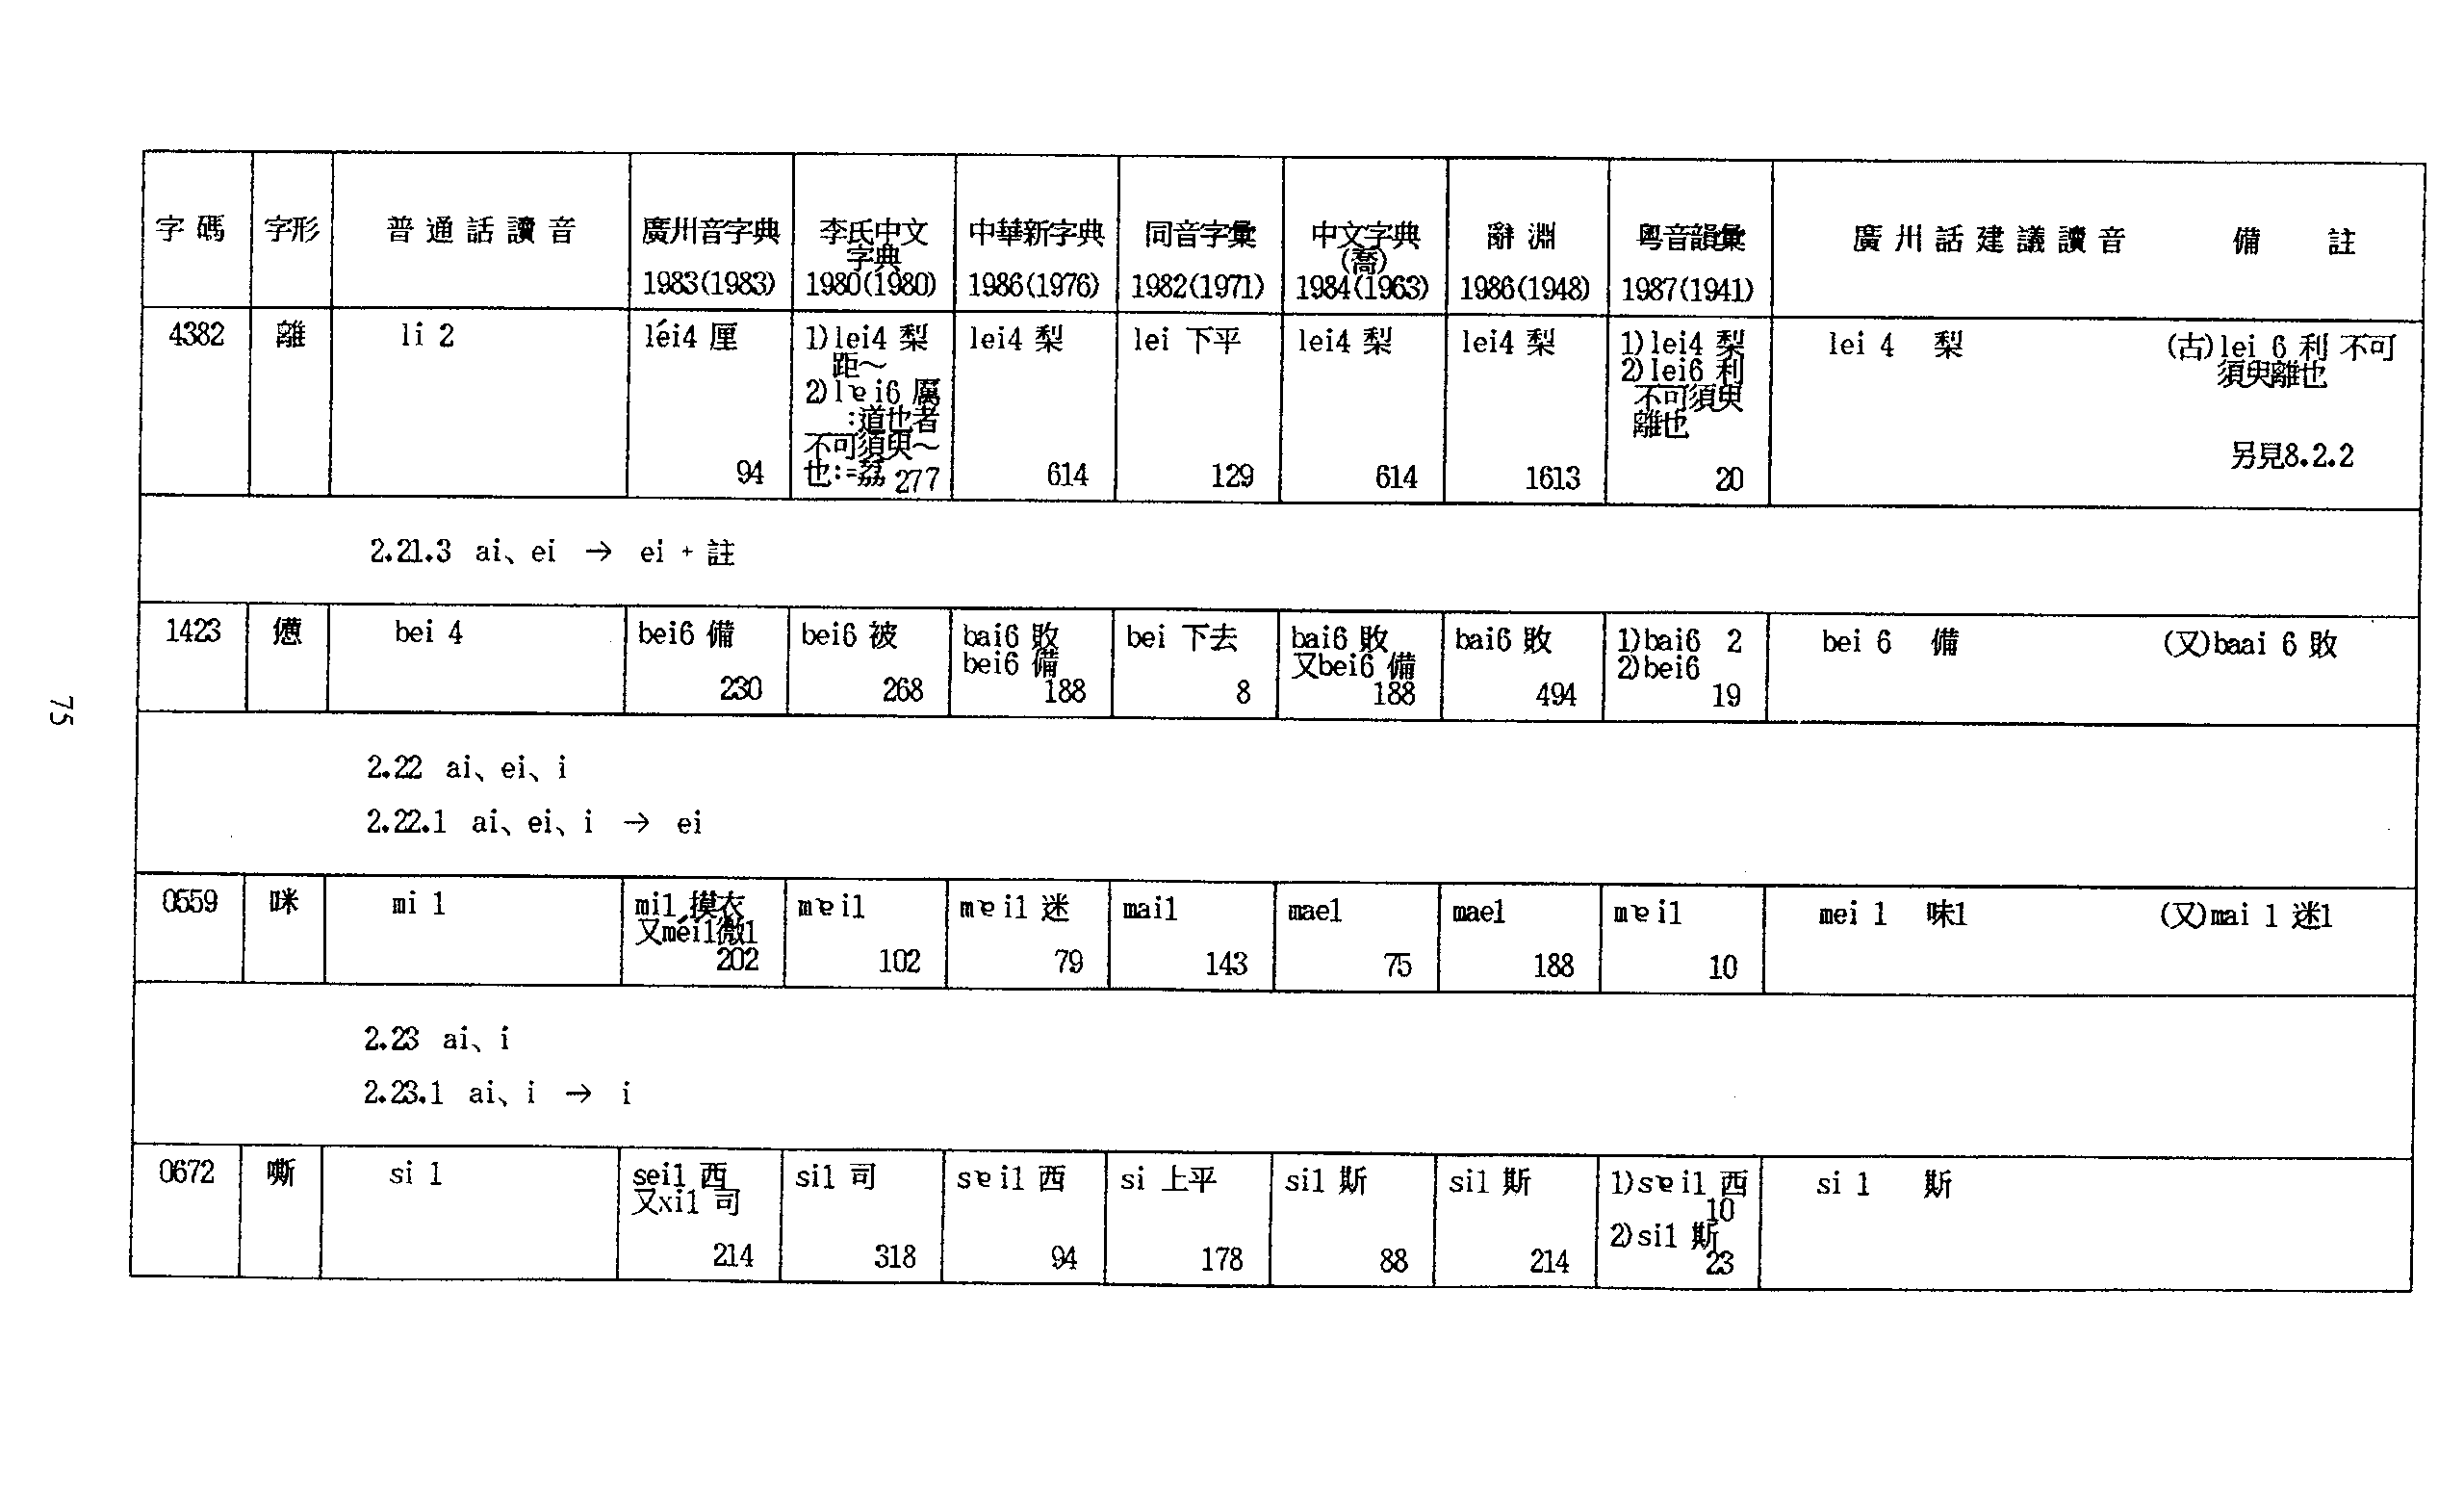 字碼 字形 普通話讀音 廣州音字典 李氏中文 中華新字典 同音字彙 中文字典 辭淵 粵音韻彙 廣州話建議讀音 備註
字典 (喬)
1983(1983) 1980(1980) 1986(1976) 1982(1971) 1984(1963) 1986(1948) 1987(1941)
4382 離 li 2 léi4 厘 1)lei4 梨 lei4 梨 lei 下平 lei4 梨 lei4 梨 1)lei4 梨 lei 4 梨 (古)lei 6 利 不可
距～ 2)lei6 利 須臾離也
2)lɐi6 厲 不可須臾
:道也者 離也
不可須臾～ 另見8.2.2
94 也:=荔 277 614 129 614 1613 20
2.21.3 ai、ei → ei + 註
1423 憊 bei 4 bei6 備 bei6 被 bai6 敗 bei 下去 bai6 敗 bai6 敗 1)bai6 2 bei 6 備 (又)baai 6 敗
bei6 備 又bei6 備 2)bei6
230 268 188 8 188 494 19
2.22 ai、ei、i
2.22.1 ai、ei、i → ei
0559 咪 mi 1 mi1 摸衣 mɐi1 mɐi1 迷 mai1 mae1 mae1 mɐi1 mei 1 味1 (又)mai 1 迷1
又méi1微1
202 102 79 143 75 188 10
2.23 ai、i
2.23.1 ai、i → i
0672 嘶 si 1 sei1 西 si1 司 sɐi1 西 si 上平 si1 斯 si1 斯 1)sɐi1 西 si 1 斯
又xi1 司 10
2)si1 斯
214 318 94 178 88 214 23
75